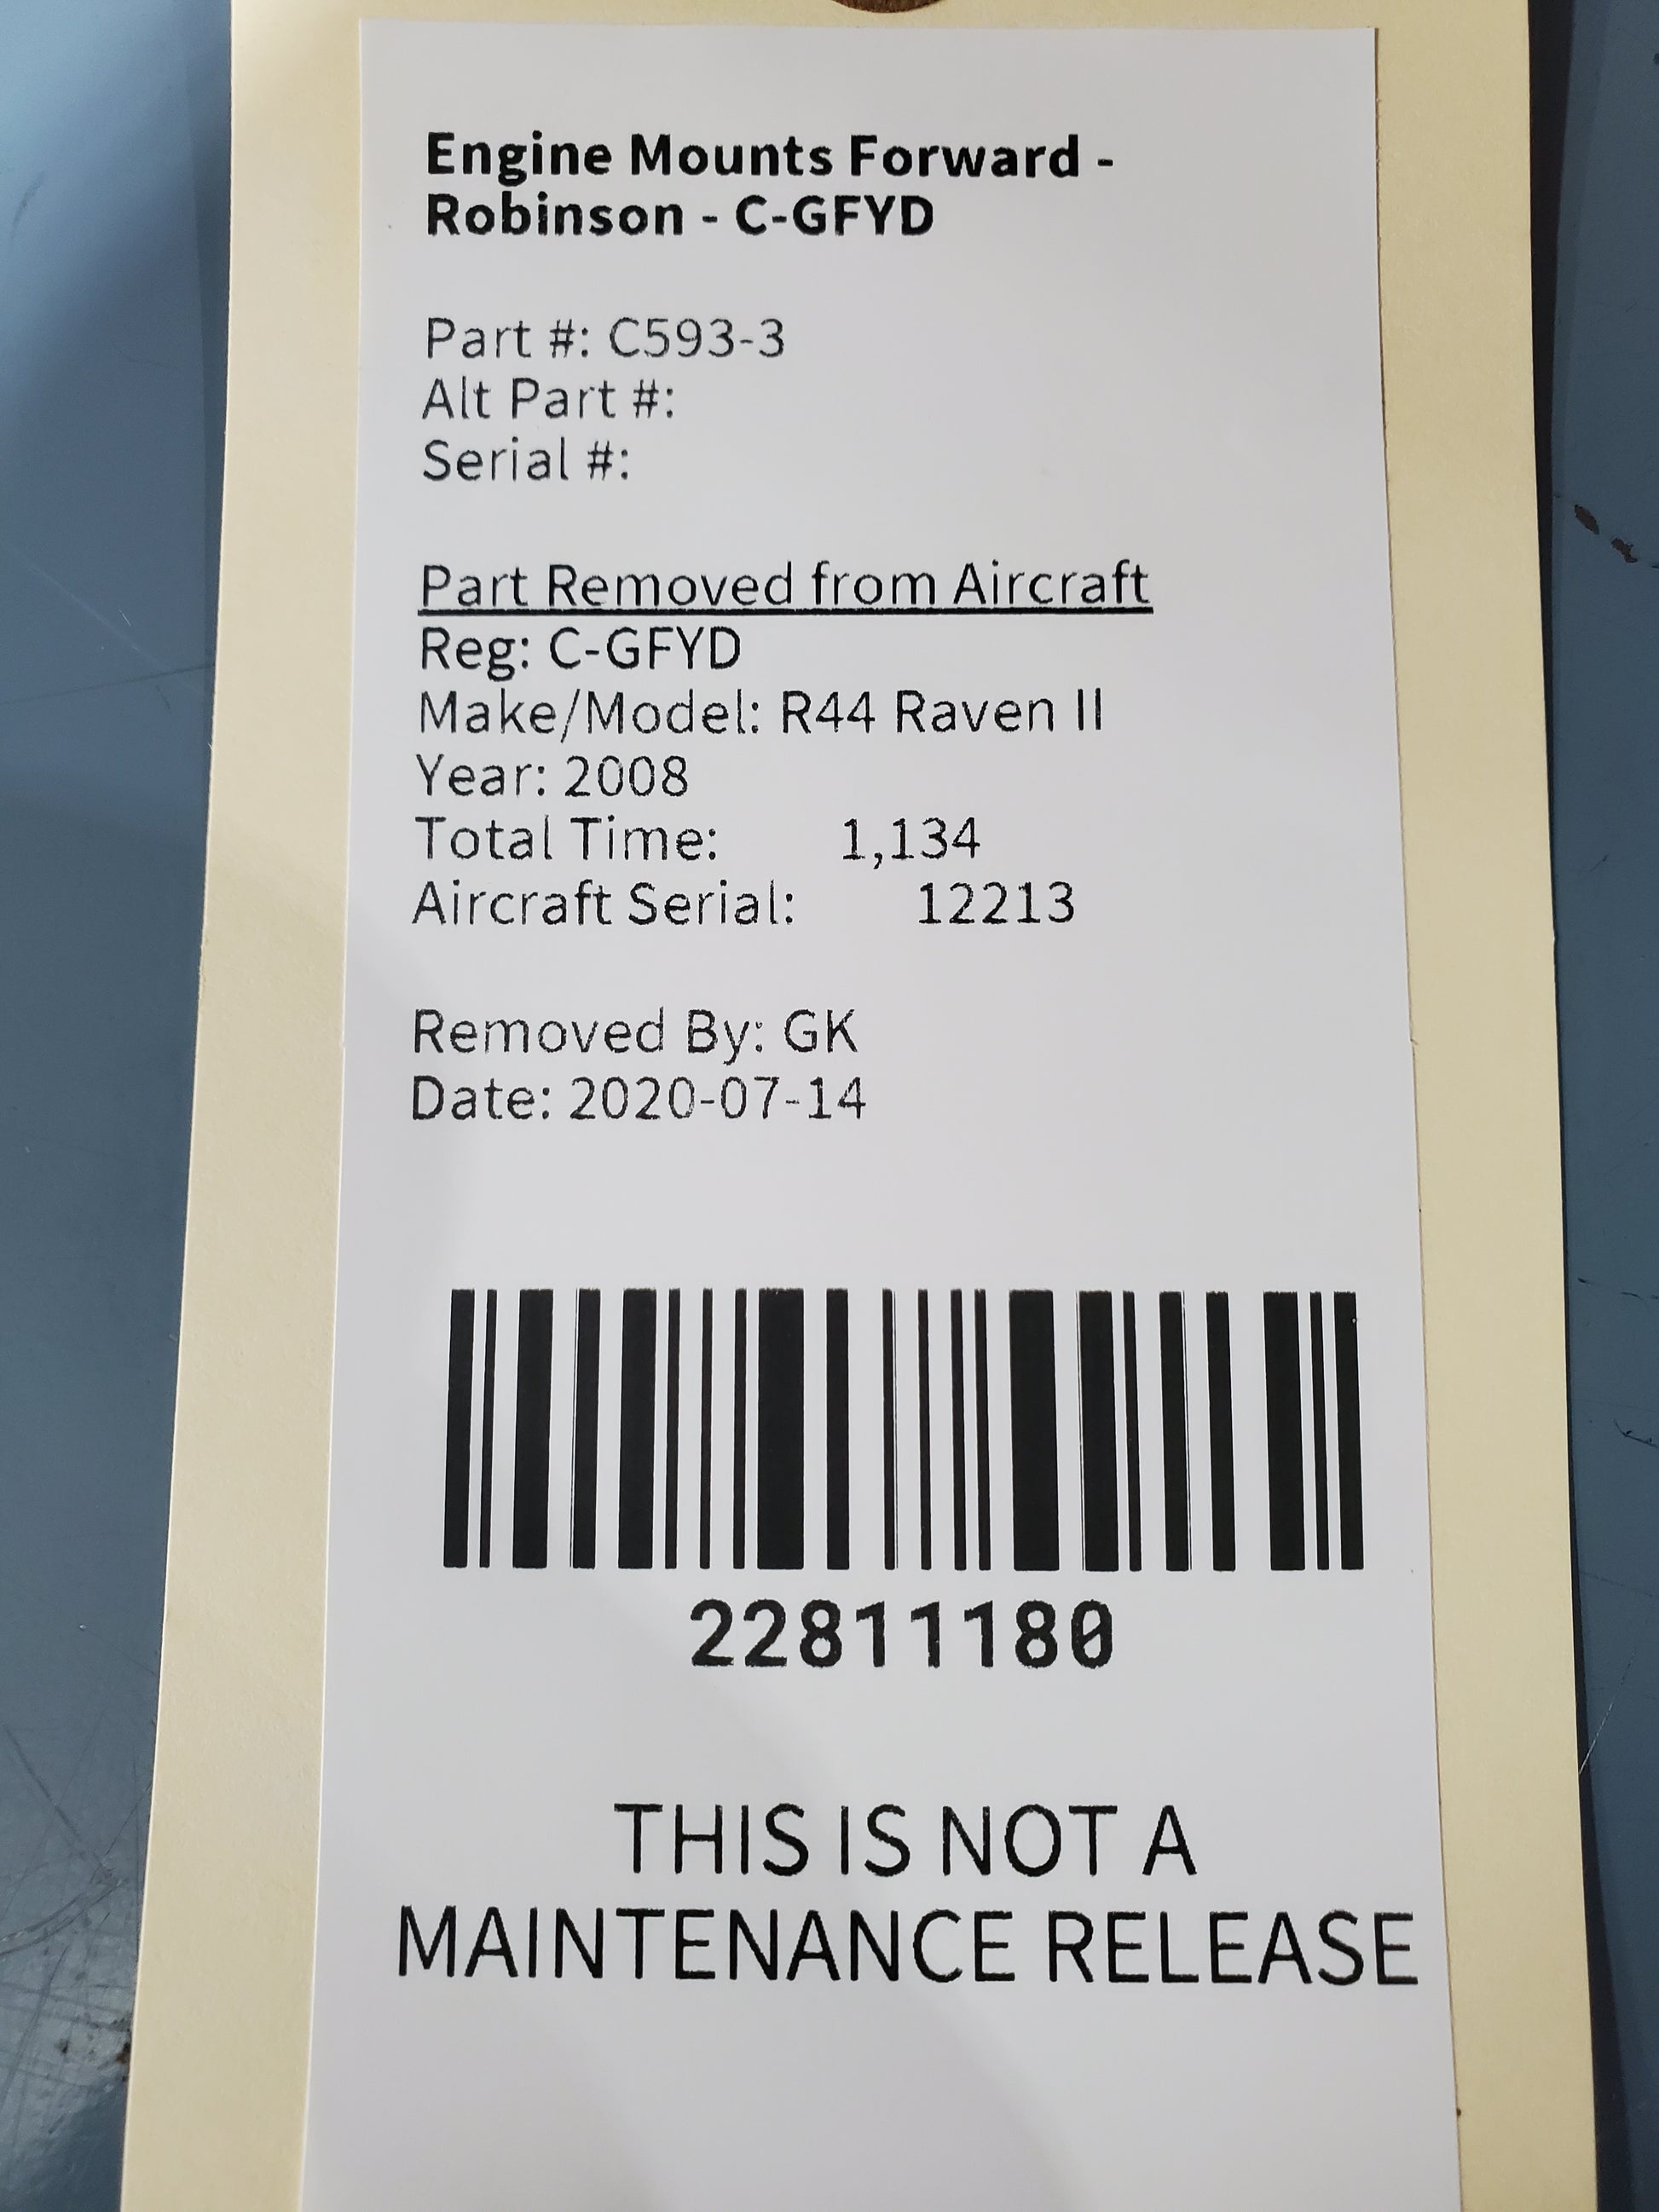 Engine Mounts Forward -
Robinson - C-GFYD
Part #: C593-3
Alt Part #:
Serial #:
Part Removed from Aircraft
Reg: C-GFYD
Make/Model: R44 Raven II
Year: 2008
Total Time: 1,134
Aircraft Serial: 12213
Removed By: GK
Date: 2020-07-14
22811180
THIS IS NOT A
MAINTENANCE RELEASE